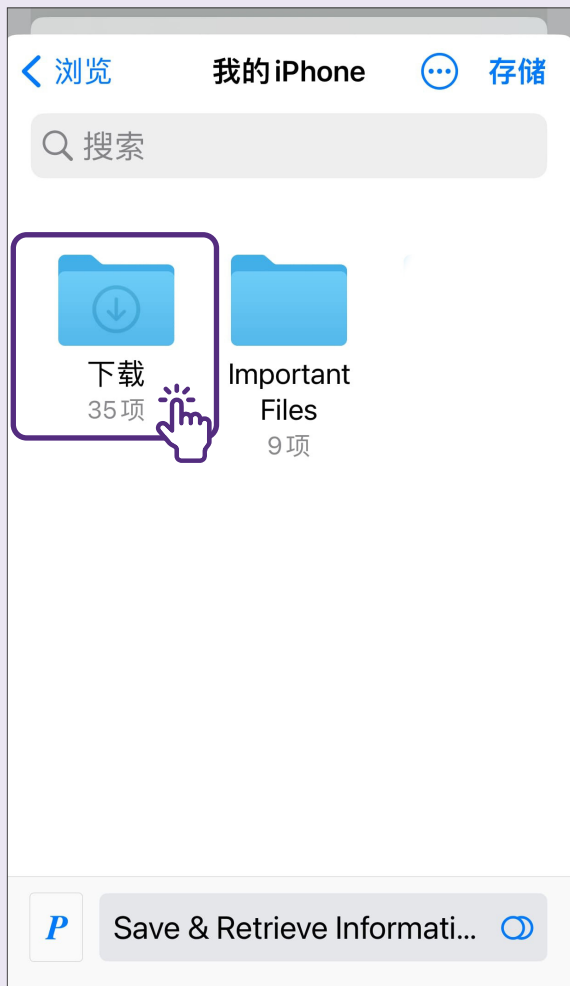 浏览 我的iPhone 存储
搜索
下载
35项
Important
Files
9项
P
Save & Retrieve Informati...